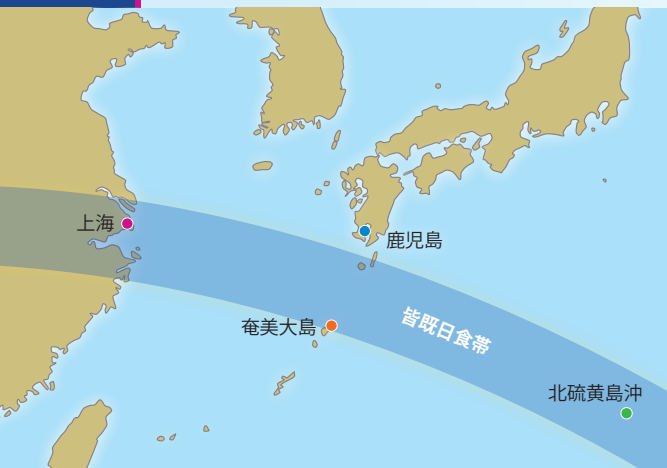 上海
鹿児島
奄美大島
皆既日食帯
北硫黄島沖